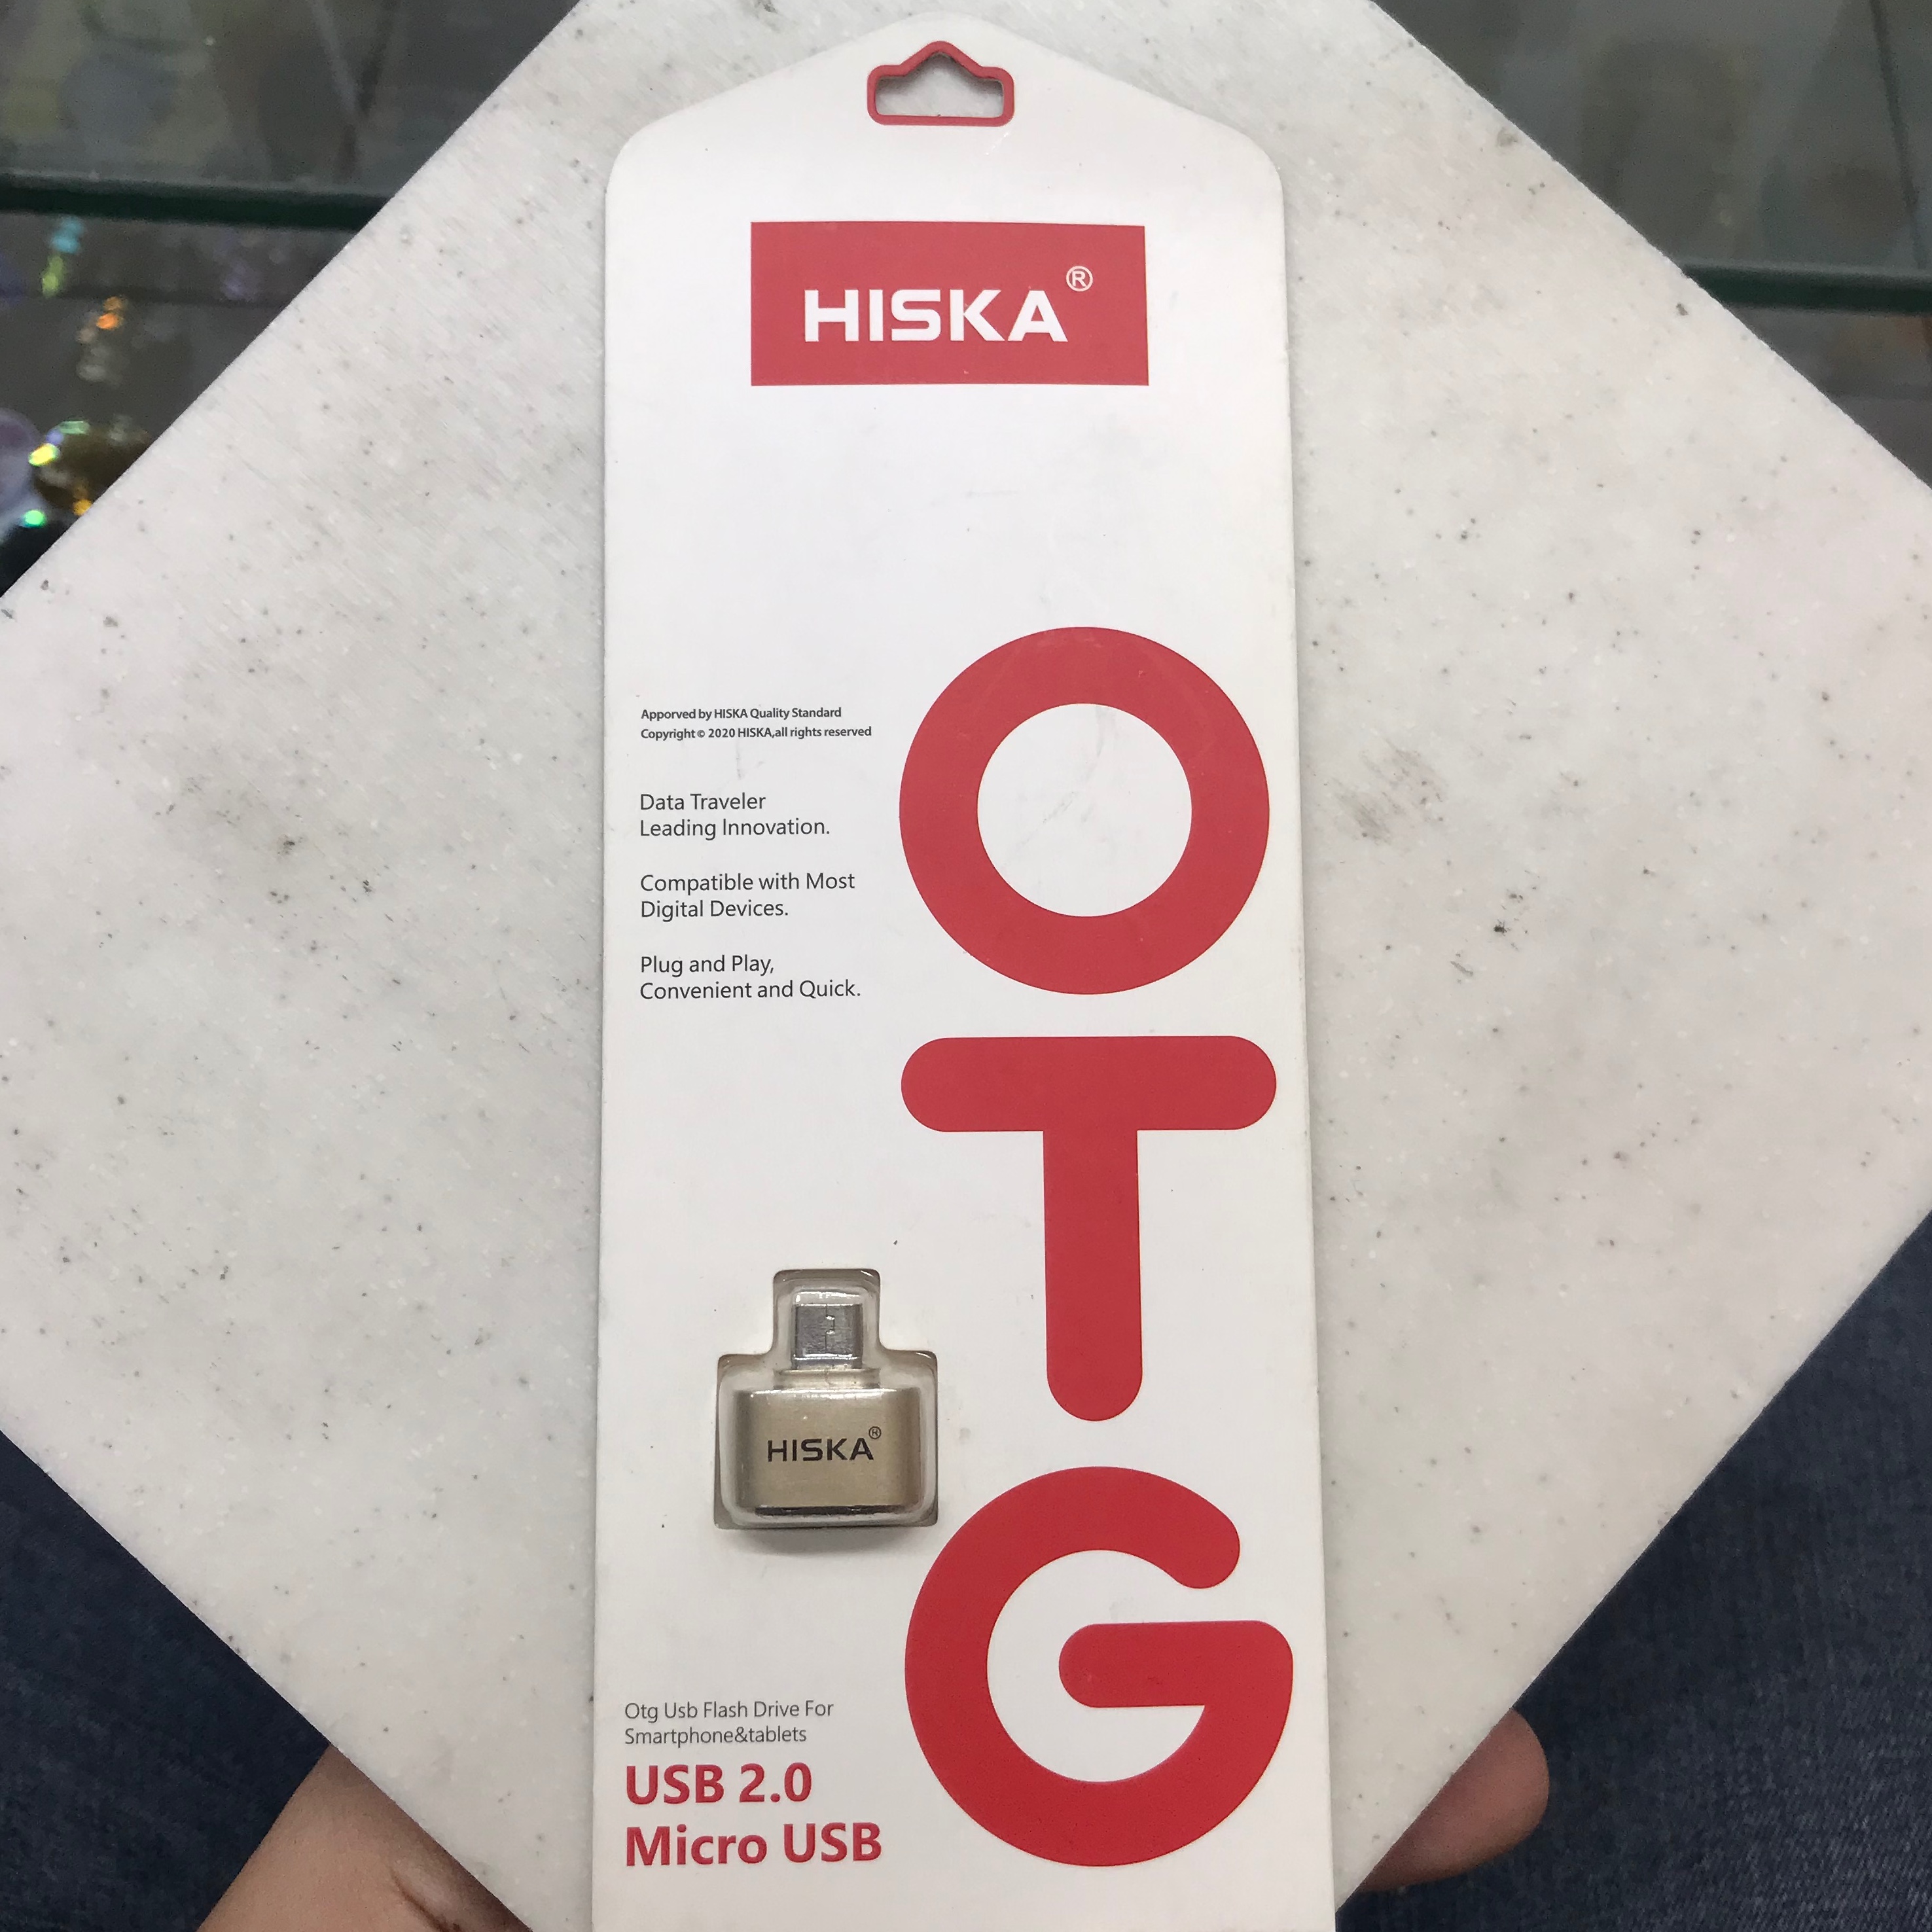 HISKA®
Apporved by HISKA Quality Standard
Copyright © 2020 HISKA,all rights reserved
Data Traveler
Leading Innovation.
Compatible with Most
Digital Devices.
Plug and Play,
Convenient and Quick.
OTG
HISKA®
Otg Usb Flash Drive For
Smartphone&tablets
USB 2.0
Micro USB